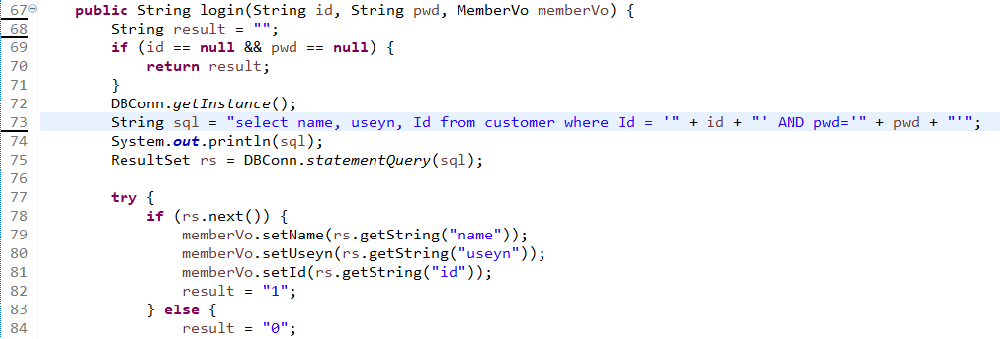 67 public String login(String id, String pwd, MemberVo memberVo) {
68 String result = "";
69 if (id == null && pwd == null) {
70 return result;
71 }
72 DBConn.getInstance();
73 String sql = "select name, useyn, Id from customer where Id = '" + id + "' AND pwd='" + pwd + "'";
74 System.out.println(sql);
75 ResultSet rs = DBConn.statementQuery(sql);
76
77 try {
78 if (rs.next()) {
79 memberVo.setName(rs.getString("name"));
80 memberVo.setUseyn(rs.getString("useyn"));
81 memberVo.setId(rs.getString("id"));
82 result = "1";
83 } else {
84 result = "0";